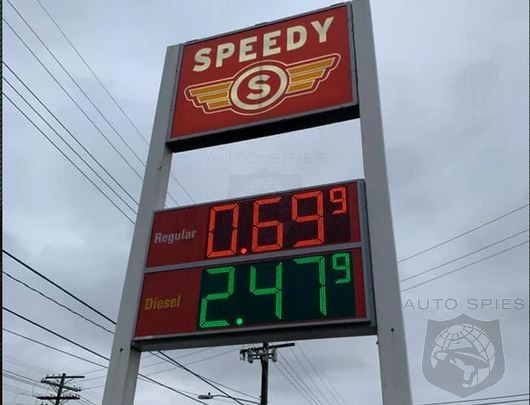 SPEEDY
S
AUTO SPIES
Regular 0.69 9
Diesel 2.47 9
AUTO SPIES